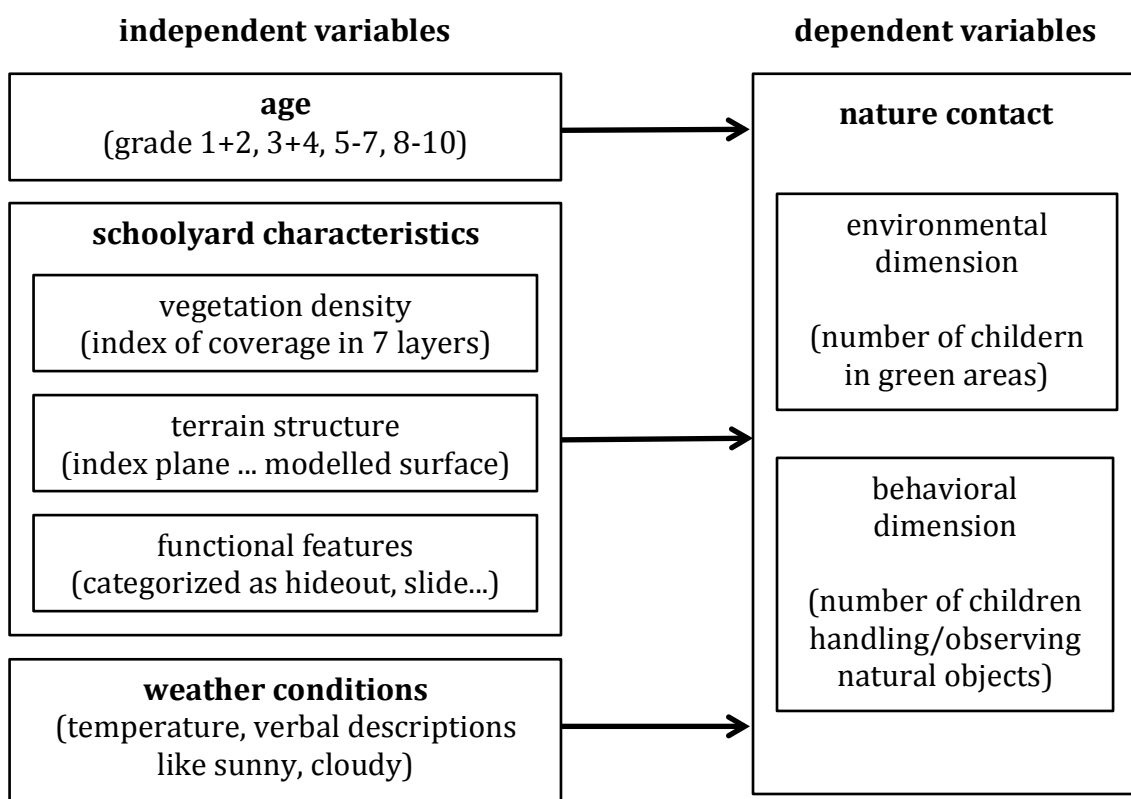 independent variables
age
(grade 1+2, 3+4, 5-7, 8-10)
schoolyard characteristics
vegetation density
(index of coverage in 7 layers)
terrain structure
(index plane ... modelled surface)
functional features
(categorized as hideout, slide...)
weather conditions
(temperature, verbal descriptions
like sunny, cloudy)
dependent variables
nature contact
environmental
dimension
(number of childern
in green areas)
behavioral
dimension
(number of children
handling/observing
natural objects)